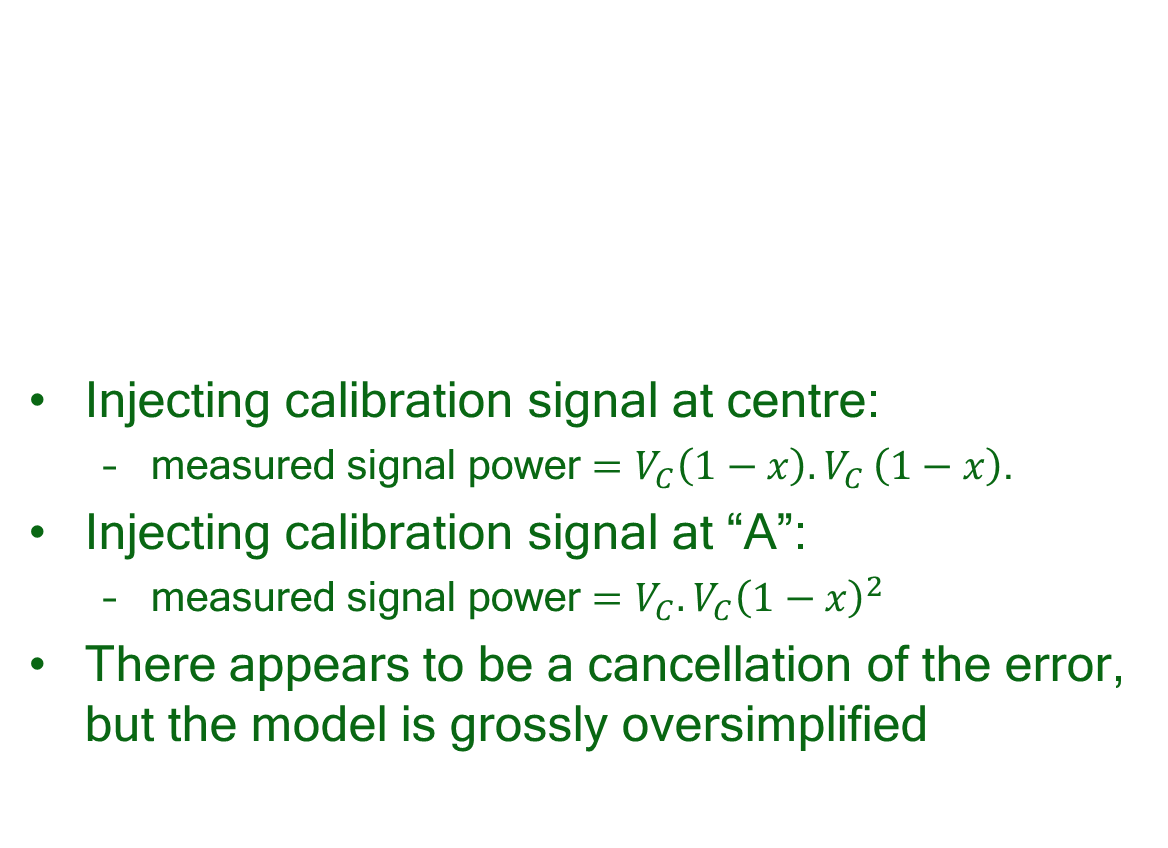 • Injecting calibration signal at centre:
– measured signal power = V_C(1 − x). V_C (1 − x).
• Injecting calibration signal at “A”:
– measured signal power = V_C. V_C(1 − x)²
• There appears to be a cancellation of the error,
but the model is grossly oversimplified